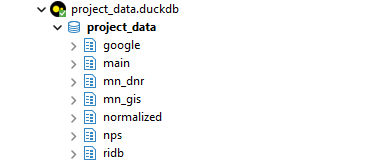 project_data.duckdb
project_data
google
main
mn_dnr
mn_gis
normalized
nps
ridb